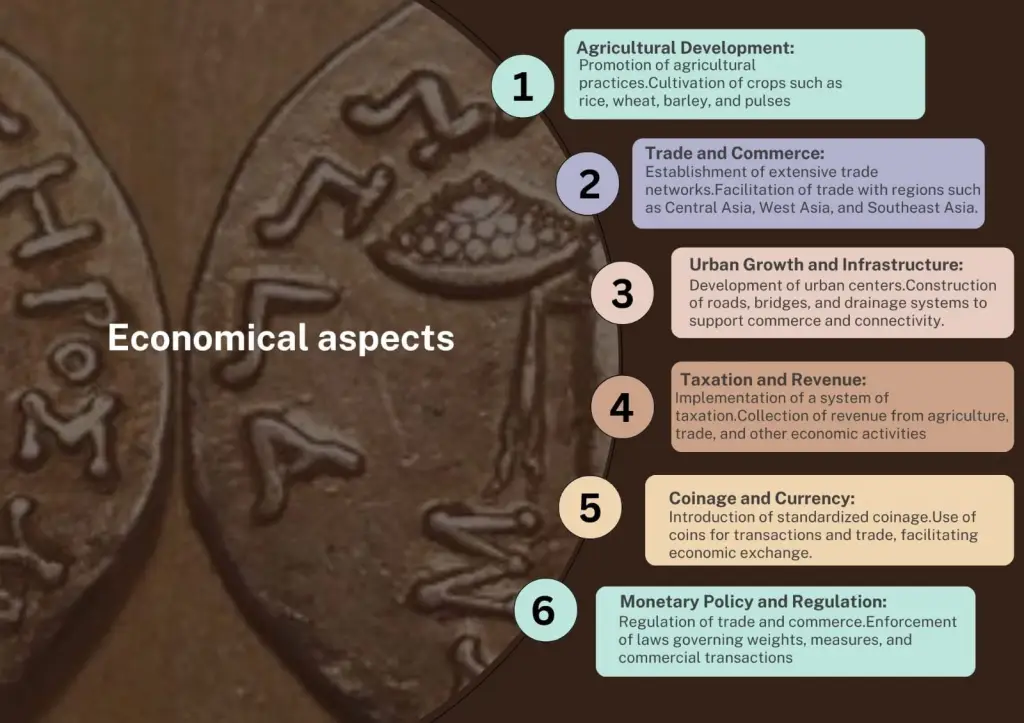 Economical aspects
1
Agricultural Development:
Promotion of agricultural
practices.Cultivation of crops such as
rice, wheat, barley, and pulses
2
Trade and Commerce:
Establishment of extensive trade
networks.Facilitation of trade with regions such
as Central Asia, West Asia, and Southeast Asia.
3
Urban Growth and Infrastructure:
Development of urban centers.Construction
of roads, bridges, and drainage systems to
support commerce and connectivity.
4
Taxation and Revenue:
Implementation of a system of
taxation.Collection of revenue from agriculture,
trade, and other economic activities
5
Coinage and Currency:
Introduction of standardized coinage.Use of
coins for transactions and trade, facilitating
economic exchange.
6
Monetary Policy and Regulation:
Regulation of trade and commerce.Enforcement
of laws governing weights, measures, and
commercial transactions